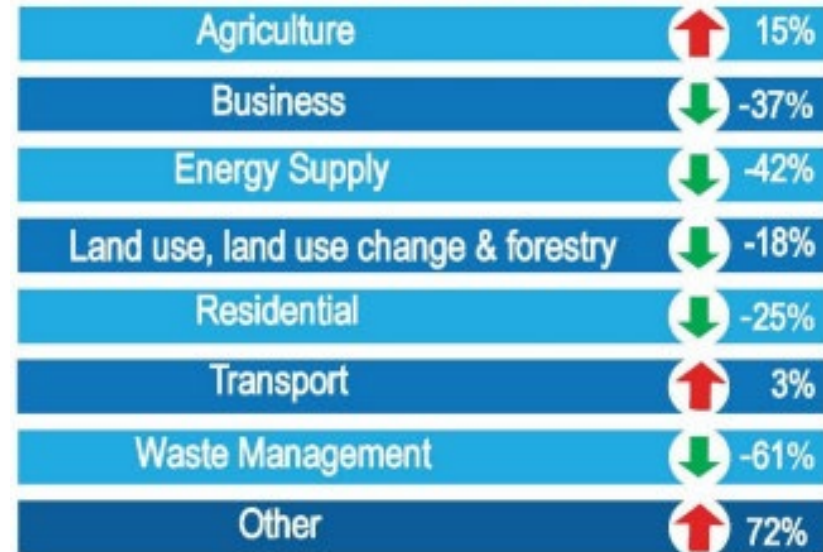 Agriculture 15%
Business -37%
Energy Supply -42%
Land use, land use change & forestry -18%
Residential -25%
Transport 3%
Waste Management -61%
Other 72%